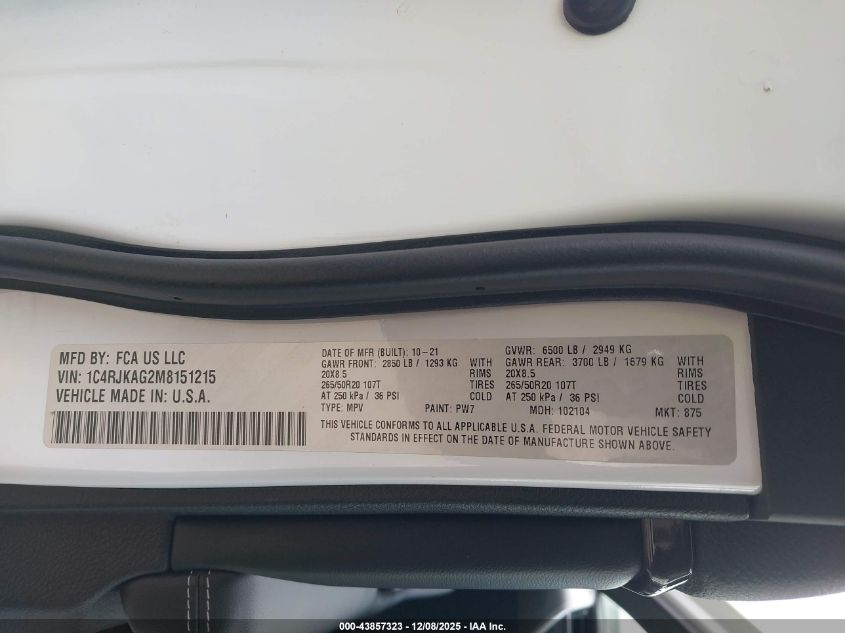 MFD BY: FCA US LLC
VIN: 1C4RJKAG2M8151215
VEHICLE MADE IN: U.S.A.
DATE OF MFR (BUILT): 10-21
GAWR FRONT: 2850 LB / 1293 KG WITH
20X8.5 RIMS
265/50R20 107T TIRES
AT 250 kPa / 36 PSI COLD
TYPE: MPV PAINT: PW7
GVWR: 6500 LB / 2949 KG
GAWR REAR: 3700 LB / 1679 KG WITH
20X8.5 RIMS
265/50R20 107T TIRES
AT 250 kPa / 36 PSI COLD
MDH: 102104 MKT: 875
THIS VEHICLE CONFORMS TO ALL APPLICABLE U.S.A. FEDERAL MOTOR VEHICLE SAFETY
STANDARDS IN EFFECT ON THE DATE OF MANUFACTURE SHOWN ABOVE.
000-43857323 - 12/08/2025 - IAA Inc.